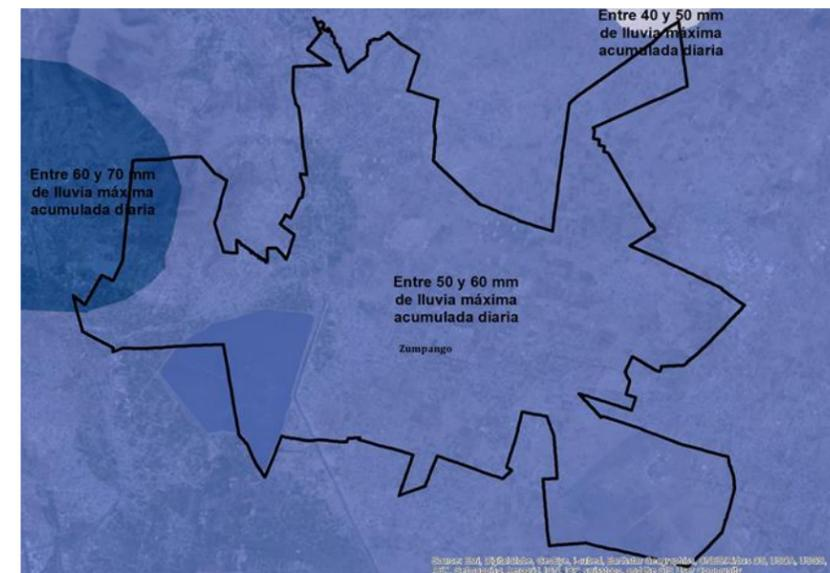 Entre 40 y 50 mm
de lluvia máxima
acumulada diaria
Entre 60 y 70 mm
de lluvia máxima
acumulada diaria
Entre 50 y 60 mm
de lluvia máxima
acumulada diaria
Zumpango